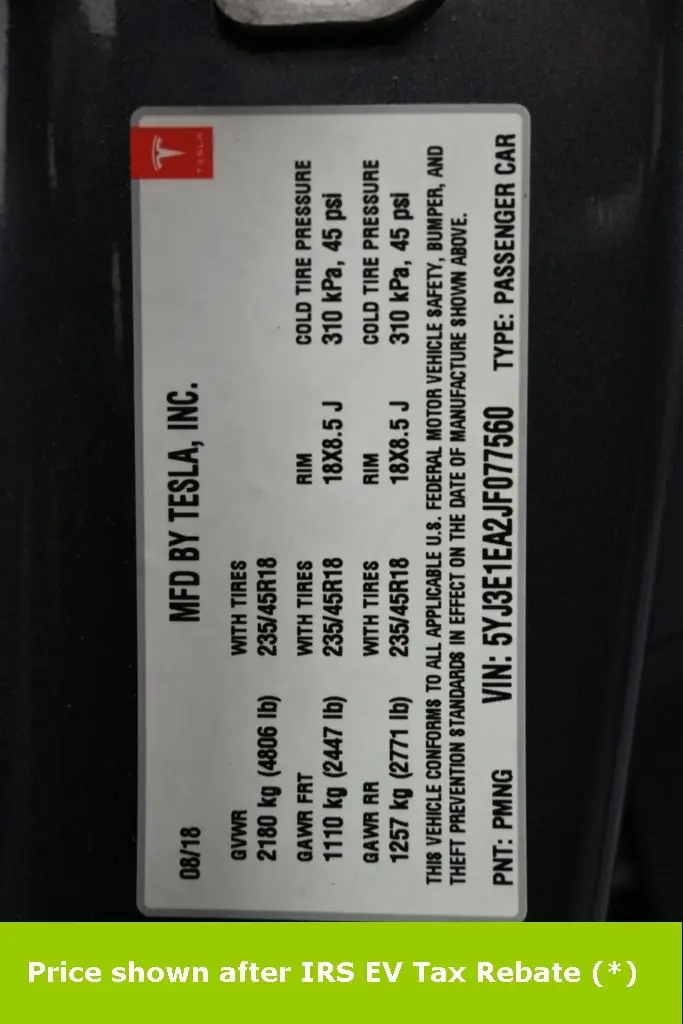 TESLA
08/18 MFD BY TESLA, INC.
GVWR WITH TIRES
2180 kg (4806 lb) 235/45R18
GAWR FRT WITH TIRES RIM COLD TIRE PRESSURE
1110 kg (2447 lb) 235/45R18 18X8.5 J 310 kPa, 45 psi
GAWR RR WITH TIRES RIM COLD TIRE PRESSURE
1257 kg (2771 lb) 235/45R18 18X8.5 J 310 kPa, 45 psi
THIS VEHICLE CONFORMS TO ALL APPLICABLE U.S. FEDERAL MOTOR VEHICLE SAFETY, BUMPER, AND
THEFT PREVENTION STANDARDS IN EFFECT ON THE DATE OF MANUFACTURE SHOWN ABOVE.
PNT: PMNG VIN: 5YJ3E1EA2JF077560 TYPE: PASSENGER CAR
Price shown after IRS EV Tax Rebate (*)